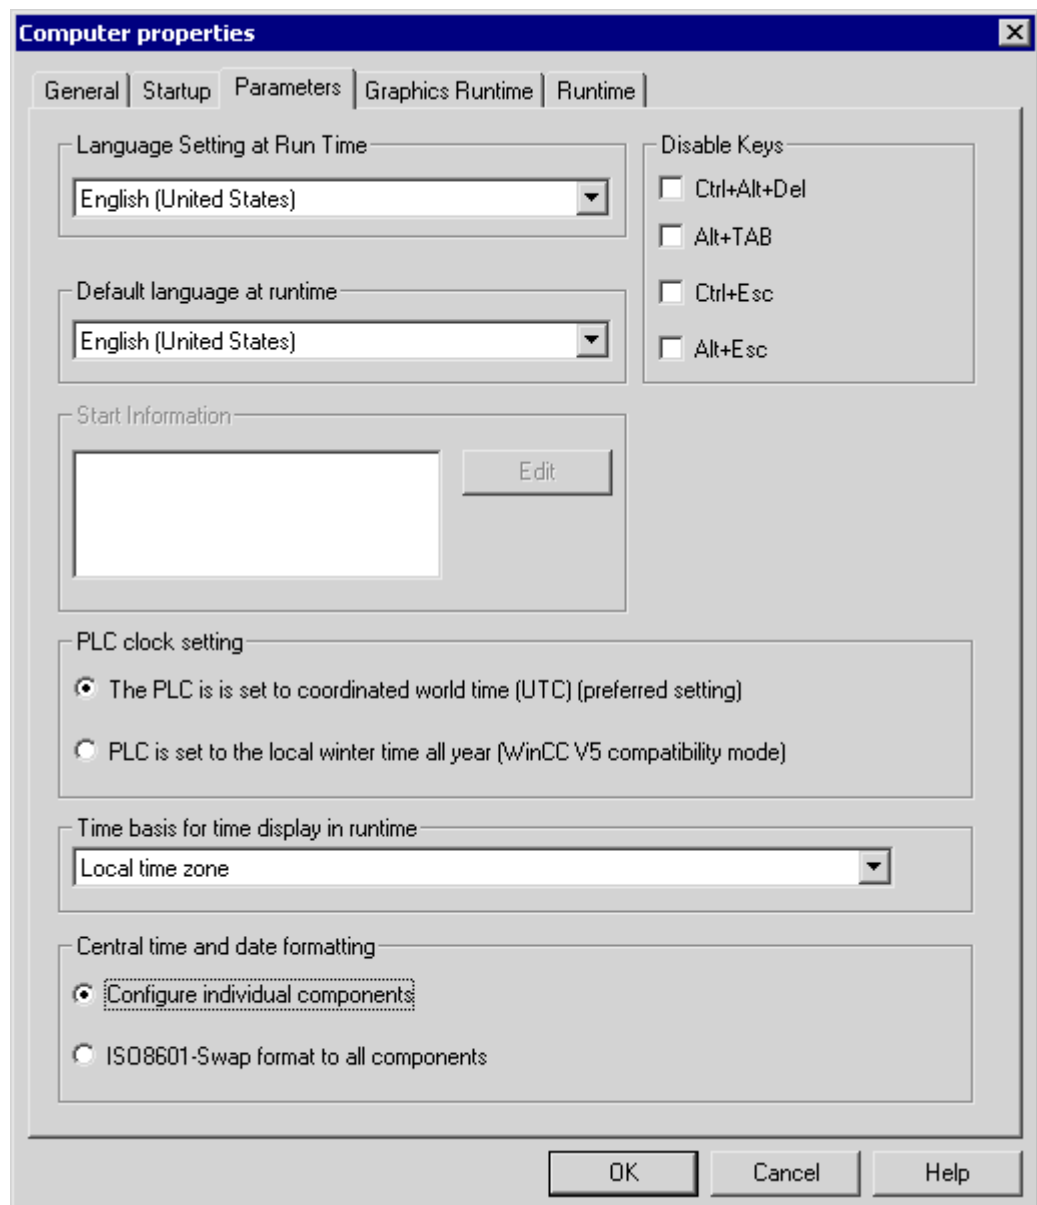 Computer properties
General Startup Parameters Graphics Runtime Runtime
Language Setting at Run Time
English (United States)
Disable Keys
Ctrl+Alt+Del
Alt+TAB
Ctrl+Esc
Alt+Esc
Default language at runtime
English (United States)
Start Information
Edit
PLC clock setting
The PLC is is set to coordinated world time (UTC) (preferred setting)
PLC is set to the local winter time all year (WinCC V5 compatibility mode)
Time basis for time display in runtime
Local time zone
Central time and date formatting
Configure individual components
ISO8601-Swap format to all components
OK Cancel Help